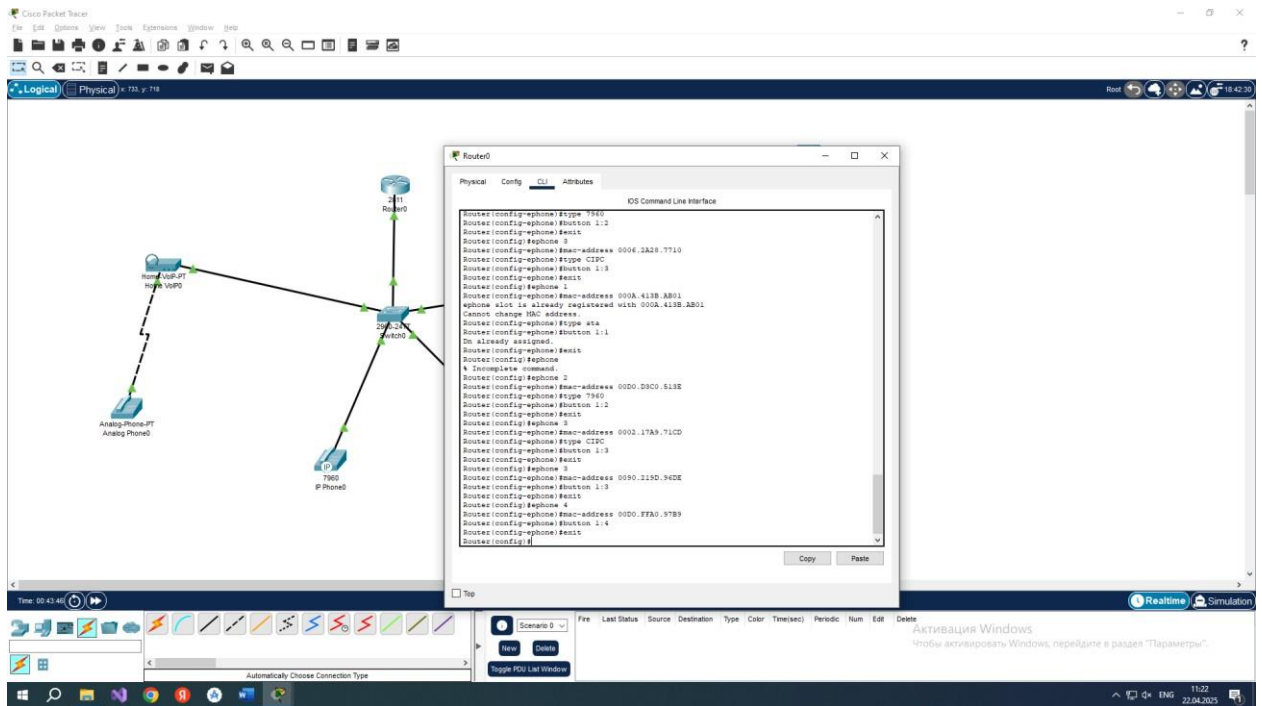 Cisco Packet Tracer
File Edit Options View Tools Extensions Window Help
?
Logical Physical x: 733, y: 718
Root 18:42:30
Router0
Physical Config CLI Attributes
IOS Command Line Interface
Router(config-ephone)#type 7960
Router(config-ephone)#button 1:2
Router(config-ephone)#exit
Router(config)#ephone 3
Router(config-ephone)#mac-address 0006.2A28.7710
Router(config-ephone)#type CIPC
Router(config-ephone)#button 1:3
Router(config-ephone)#exit
Router(config)#ephone 1
Router(config-ephone)#mac-address 000A.413B.AB01
ephone slot is already registered with 000A.413B.AB01
Cannot change MAC address.
Router(config-ephone)#type ata
Router(config-ephone)#button 1:1
Dn already assigned.
Router(config-ephone)#exit
Router(config)#ephone
% Incomplete command.
Router(config)#ephone 2
Router(config-ephone)#mac-address 00D0.D3C0.513E
Router(config-ephone)#type 7960
Router(config-ephone)#button 1:2
Router(config-ephone)#exit
Router(config)#ephone 3
Router(config-ephone)#mac-address 0002.17A9.71CD
Router(config-ephone)#type CIPC
Router(config-ephone)#button 1:3
Router(config-ephone)#exit
Router(config)#ephone 3
Router(config-ephone)#mac-address 0090.219D.96DE
Router(config-ephone)#button 1:3
Router(config-ephone)#exit
Router(config)#ephone 4
Router(config-ephone)#mac-address 00D0.FFA0.97B9
Router(config-ephone)#button 1:4
Router(config-ephone)#exit
Router(config)#
Copy Paste
Top
2811
Router0
Home-VoIP-PT
Home VoIP0
2960-24TT
Switch0
Analog-Phone-PT
Analog Phone0
IP
7960
IP Phone0
Time: 00:43:46
Realtime Simulation
Scenario 0
New Delete
Toggle PDU List Window
Fire Last Status Source Destination Type Color Time(sec) Periodic Num Edit Delete
Automatically Choose Connection Type
Активация Windows
Чтобы активировать Windows, перейдите в раздел "Параметры".
ENG 11:22
22.04.2025